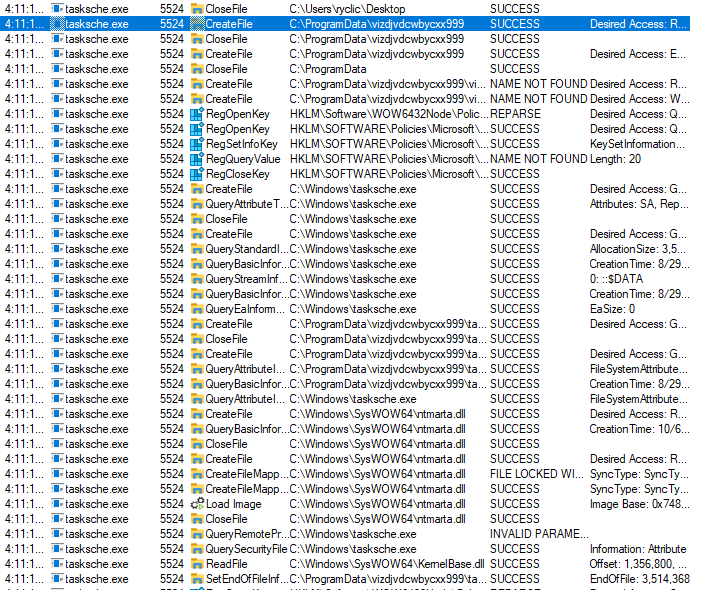 4:11:1... tasksche.exe 5524 CloseFile C:\Users\ryclic\Desktop SUCCESS
4:11:1... tasksche.exe 5524 CreateFile C:\ProgramData\vizdjvdcwbycxx999 SUCCESS Desired Access: R...
4:11:1... tasksche.exe 5524 CloseFile C:\ProgramData\vizdjvdcwbycxx999 SUCCESS
4:11:1... tasksche.exe 5524 CreateFile C:\ProgramData\vizdjvdcwbycxx999 SUCCESS Desired Access: E...
4:11:1... tasksche.exe 5524 CloseFile C:\ProgramData SUCCESS
4:11:1... tasksche.exe 5524 CreateFile C:\ProgramData\vizdjvdcwbycxx999\vi... NAME NOT FOUND Desired Access: R...
4:11:1... tasksche.exe 5524 CreateFile C:\ProgramData\vizdjvdcwbycxx999\vi... NAME NOT FOUND Desired Access: W...
4:11:1... tasksche.exe 5524 RegOpenKey HKLM\Software\WOW6432Node\Polic... REPARSE Desired Access: Q...
4:11:1... tasksche.exe 5524 RegOpenKey HKLM\SOFTWARE\Policies\Microsoft\... SUCCESS Desired Access: Q...
4:11:1... tasksche.exe 5524 RegSetInfoKey HKLM\SOFTWARE\Policies\Microsoft\... SUCCESS KeySetInformation...
4:11:1... tasksche.exe 5524 RegQueryValue HKLM\SOFTWARE\Policies\Microsoft\... NAME NOT FOUND Length: 20
4:11:1... tasksche.exe 5524 RegCloseKey HKLM\SOFTWARE\Policies\Microsoft\... SUCCESS
4:11:1... tasksche.exe 5524 CreateFile C:\Windows\tasksche.exe SUCCESS Desired Access: G...
4:11:1... tasksche.exe 5524 QueryAttributeT... C:\Windows\tasksche.exe SUCCESS Attributes: SA, Rep...
4:11:1... tasksche.exe 5524 CloseFile C:\Windows\tasksche.exe SUCCESS
4:11:1... tasksche.exe 5524 CreateFile C:\Windows\tasksche.exe SUCCESS Desired Access: G...
4:11:1... tasksche.exe 5524 QueryStandardI... C:\Windows\tasksche.exe SUCCESS AllocationSize: 3,5...
4:11:1... tasksche.exe 5524 QueryBasicInfor... C:\Windows\tasksche.exe SUCCESS CreationTime: 8/29...
4:11:1... tasksche.exe 5524 QueryStreamInf... C:\Windows\tasksche.exe SUCCESS 0: ::$DATA
4:11:1... tasksche.exe 5524 QueryBasicInfor... C:\Windows\tasksche.exe SUCCESS CreationTime: 8/29...
4:11:1... tasksche.exe 5524 QueryEaInform... C:\Windows\tasksche.exe SUCCESS EaSize: 0
4:11:1... tasksche.exe 5524 CreateFile C:\ProgramData\vizdjvdcwbycxx999\ta... SUCCESS Desired Access: G...
4:11:1... tasksche.exe 5524 CloseFile C:\ProgramData\vizdjvdcwbycxx999\ta... SUCCESS
4:11:1... tasksche.exe 5524 CreateFile C:\ProgramData\vizdjvdcwbycxx999\ta... SUCCESS Desired Access: G...
4:11:1... tasksche.exe 5524 QueryAttributeI... C:\ProgramData\vizdjvdcwbycxx999\ta... SUCCESS FileSystemAttribute...
4:11:1... tasksche.exe 5524 QueryBasicInfor... C:\ProgramData\vizdjvdcwbycxx999\ta... SUCCESS CreationTime: 8/29...
4:11:1... tasksche.exe 5524 QueryAttributeI... C:\Windows\tasksche.exe SUCCESS FileSystemAttribute...
4:11:1... tasksche.exe 5524 CreateFile C:\Windows\SysWOW64\ntmarta.dll SUCCESS Desired Access: R...
4:11:1... tasksche.exe 5524 QueryBasicInfor... C:\Windows\SysWOW64\ntmarta.dll SUCCESS CreationTime: 10/6...
4:11:1... tasksche.exe 5524 CloseFile C:\Windows\SysWOW64\ntmarta.dll SUCCESS
4:11:1... tasksche.exe 5524 CreateFile C:\Windows\SysWOW64\ntmarta.dll SUCCESS Desired Access: R...
4:11:1... tasksche.exe 5524 CreateFileMapp... C:\Windows\SysWOW64\ntmarta.dll FILE LOCKED WI... SyncType: SyncTy...
4:11:1... tasksche.exe 5524 CreateFileMapp... C:\Windows\SysWOW64\ntmarta.dll SUCCESS SyncType: SyncTy...
4:11:1... tasksche.exe 5524 Load Image C:\Windows\SysWOW64\ntmarta.dll SUCCESS Image Base: 0x748...
4:11:1... tasksche.exe 5524 CloseFile C:\Windows\SysWOW64\ntmarta.dll SUCCESS
4:11:1... tasksche.exe 5524 QueryRemotePr... C:\Windows\tasksche.exe INVALID PARAME...
4:11:1... tasksche.exe 5524 QuerySecurityFile C:\Windows\tasksche.exe SUCCESS Information: Attribute
4:11:1... tasksche.exe 5524 ReadFile C:\Windows\SysWOW64\KernelBase.dll SUCCESS Offset: 1,356,800, ...
4:11:1... tasksche.exe 5524 SetEndOfFileInf... C:\ProgramData\vizdjvdcwbycxx999\ta... SUCCESS EndOfFile: 3,514,368